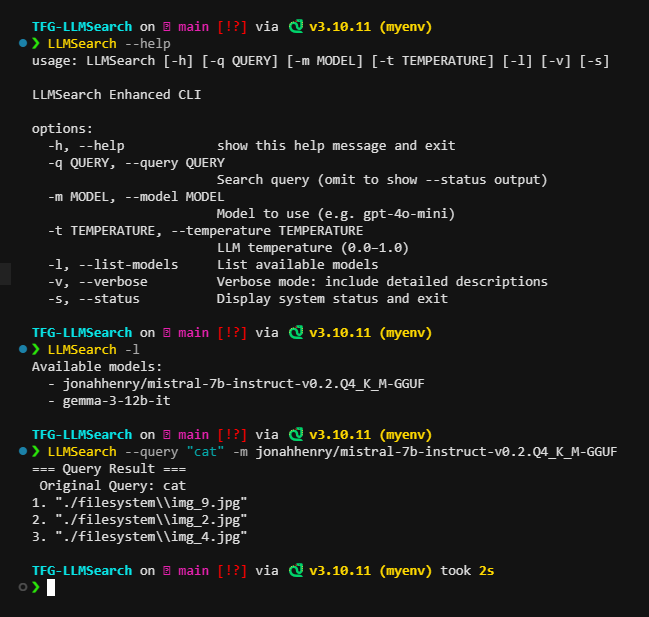 TFG-LLMSearch on main [!?] via v3.10.11 (myenv)
❯ LLMSearch --help
usage: LLMSearch [-h] [-q QUERY] [-m MODEL] [-t TEMPERATURE] [-l] [-v] [-s]
LLMSearch Enhanced CLI
options:
-h, --help show this help message and exit
-q QUERY, --query QUERY
Search query (omit to show --status output)
-m MODEL, --model MODEL
Model to use (e.g. gpt-4o-mini)
-t TEMPERATURE, --temperature TEMPERATURE
LLM temperature (0.0–1.0)
-l, --list-models List available models
-v, --verbose Verbose mode: include detailed descriptions
-s, --status Display system status and exit
TFG-LLMSearch on main [!?] via v3.10.11 (myenv)
❯ LLMSearch -l
Available models:
- jonahhenry/mistral-7b-instruct-v0.2.Q4_K_M-GGUF
- gemma-3-12b-it
TFG-LLMSearch on main [!?] via v3.10.11 (myenv)
❯ LLMSearch --query "cat" -m jonahhenry/mistral-7b-instruct-v0.2.Q4_K_M-GGUF
=== Query Result ===
Original Query: cat
1. "./filesystem\\img_9.jpg"
2. "./filesystem\\img_2.jpg"
3. "./filesystem\\img_4.jpg"
TFG-LLMSearch on main [!?] via v3.10.11 (myenv) took 2s
❯